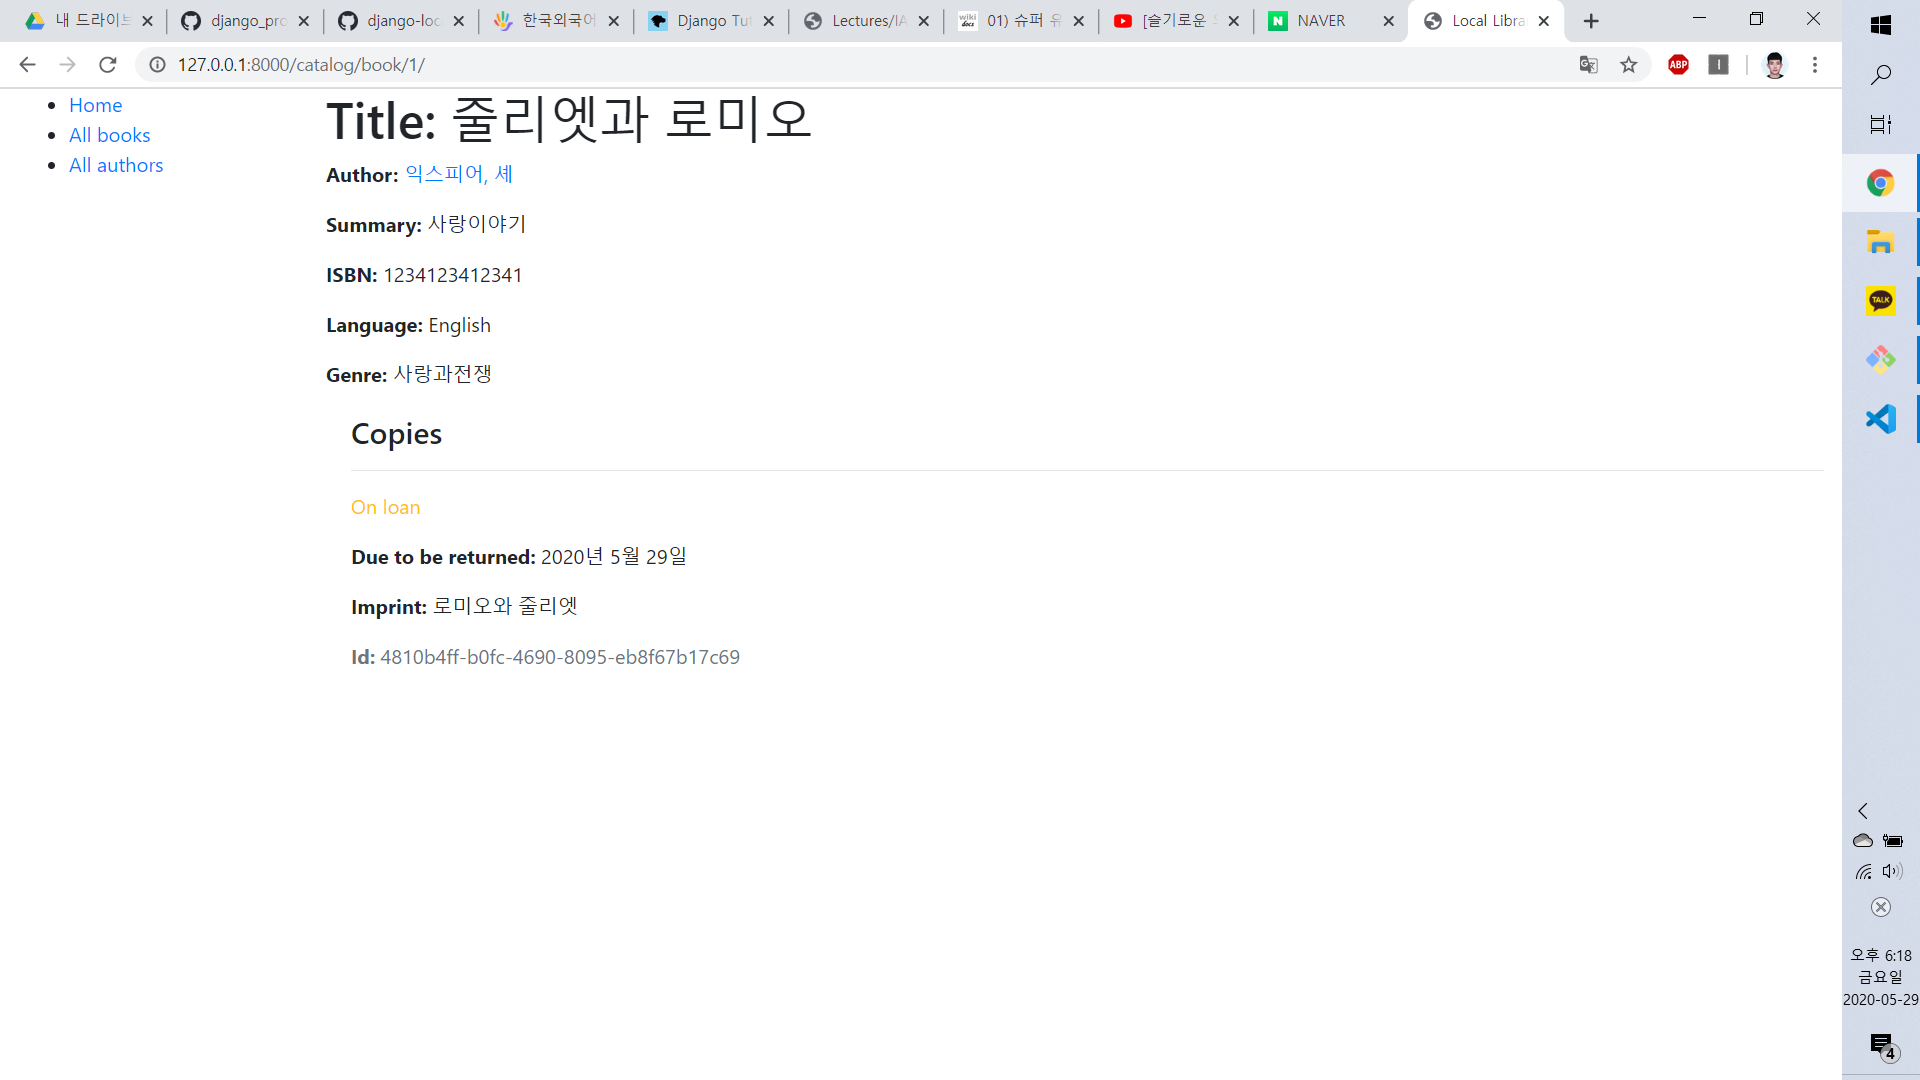 내 드라이브
django_pro
django-loc
한국외국어
Django Tut
Lectures/IA
01) 슈퍼 유
[슬기로운
NAVER
Local Libra
127.0.0.1:8000/catalog/book/1/
ABP
Home
All books
All authors
Title: 줄리엣과 로미오
Author: 익스피어, 셰
Summary: 사랑이야기
ISBN: 1234123412341
Language: English
Genre: 사랑과전쟁
Copies
On loan
Due to be returned: 2020년 5월 29일
Imprint: 로미오와 줄리엣
Id: 4810b4ff-b0fc-4690-8095-eb8f67b17c69
TALK
오후 6:18
금요일
2020-05-29
4